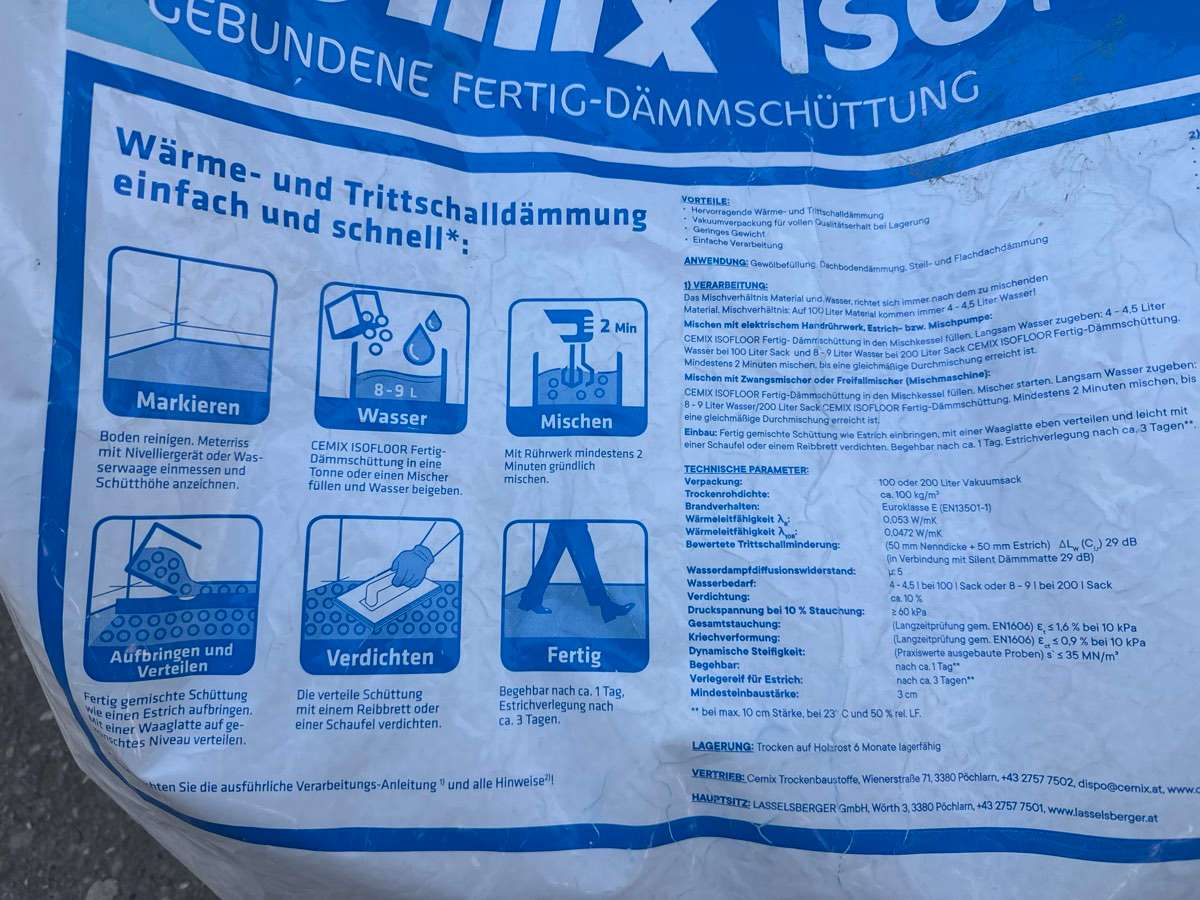 GEBUNDENE FERTIG-DÄMMSCHÜTTUNG
Wärme- und Trittschalldämmung
einfach und schnell*:
Markieren
Boden reinigen. Meterriss
mit Nivelliergerät oder Was-
serwaage einmessen und
Schütthöhe anzeichnen.
8-9 L
Wasser
CEMIX ISOFLOOR Fertig-
Dämmschüttung in eine
Tonne oder einen Mischer
füllen und Wasser beigeben.
2 Min
Mischen
Mit Rührwerk mindestens 2
Minuten gründlich
mischen.
Aufbringen und
Verteilen
Fertig gemischte Schüttung
wie einen Estrich aufbringen.
Mit einer Waaglatte auf ge-
Niveau verteilen.
Verdichten
Die verteile Schüttung
mit einem Reibbrett oder
einer Schaufel verdichten.
Fertig
Begehbar nach ca. 1 Tag,
Estrichverlegung nach
ca. 3 Tagen.
Sie die ausführliche Verarbeitungs-Anleitung ¹⁾ und alle Hinweise²⁾!
VORTEILE:
· Hervorragende Wärme- und Trittschalldämmung
· Vakuumverpackung für vollen Qualitätserhalt bei Lagerung
· Geringes Gewicht
· Einfache Verarbeitung
ANWENDUNG: Gewölbefüllung, Dachbodendämmung, Steil- und Flachdachdämmung
1) VERARBEITUNG:
Das Mischverhältnis Material und Wasser, richtet sich immer nach dem zu mischenden
Material. Mischverhältnis: Auf 100 Liter Material kommen immer 4 - 4,5 Liter Wasser!
Mischen mit elektrischem Handrührwerk, Estrich- bzw. Mischpumpe:
CEMIX ISOFLOOR Fertig- Dämmschüttung in den Mischkessel füllen. Langsam Wasser zugeben: 4 - 4,5 Liter
Wasser bei 100 Liter Sack und 8 - 9 Liter Wasser bei 200 Liter Sack CEMIX ISOFLOOR Fertig-Dämmschüttung.
Mindestens 2 Minuten mischen, bis eine gleichmäßige Durchmischung erreicht ist.
Mischen mit Zwangsmischer oder Freifallmischer (Mischmaschine):
CEMIX ISOFLOOR Fertig-Dämmschüttung in den Mischkessel füllen. Mischer starten. Langsam Wasser zugeben:
8 - 9 Liter Wasser/200 Liter Sack CEMIX ISOFLOOR Fertig-Dämmschüttung. Mindestens 2 Minuten mischen, bis
eine gleichmäßige Durchmischung erreicht ist.
Einbau: Fertig gemischte Schüttung wie Estrich einbringen, mit einer Waaglatte eben verteilen und leicht mit
einer Schaufel oder einem Reibbrett verdichten. Begehbar nach ca. 1 Tag, Estrichverlegung nach ca. 3 Tagen**.
TECHNISCHE PARAMETER:
Verpackung: 100 oder 200 Liter Vakuumsack
Trockenrohdichte: ca. 100 kg/m³
Brandverhalten: Euroklasse E (EN13501-1)
Wärmeleitfähigkeit λ: 0,053 W/mK
Wärmeleitfähigkeit λ: 0,0472 W/mK
Bewertete Trittschallminderung: (50 mm Nenndicke + 50 mm Estrich) ΔLw (C) 29 dB
(in Verbindung mit Silent Dämmatte 29 dB)
Wasserdampfdiffusionswiderstand: µ: 5
Wasserbedarf: 4 - 4,5 l bei 100 l Sack oder 8 - 9 l bei 200 l Sack
Verdichtung: ca. 10 %
Druckspannung bei 10 % Stauchung: ≥ 60 kPa
Gesamtstauchung: (Langzeitprüfung gem. EN1606) ε ≤ 1,6 % bei 10 kPa
Kriechverformung: (Langzeitprüfung gem. EN1606) εct ≤ 0,9 % bei 10 kPa
Dynamische Steifigkeit: (Praxiswerte ausgebaute Proben) s` ≤ 35 MN/m³
Begehbar: nach ca. 1 Tag**
Verlegereif für Estrich: nach ca. 3 Tagen**
Mindesteinbaustärke: 3 cm
** bei max. 10 cm Stärke, bei 23° C und 50 % rel. LF.
LAGERUNG: Trocken auf Holzrost 6 Monate lagerfähig
VERTRIEB: Cemix Trockenbaustoffe, Wienerstraße 71, 3380 Pöchlarn, +43 2757 7502, dispo@cemix.at, www.
HAUPTSITZ: LASSELSBERGER GmbH, Wörth 3, 3380 Pöchlarn, +43 2757 7501, www.lasselsberger.at
2)